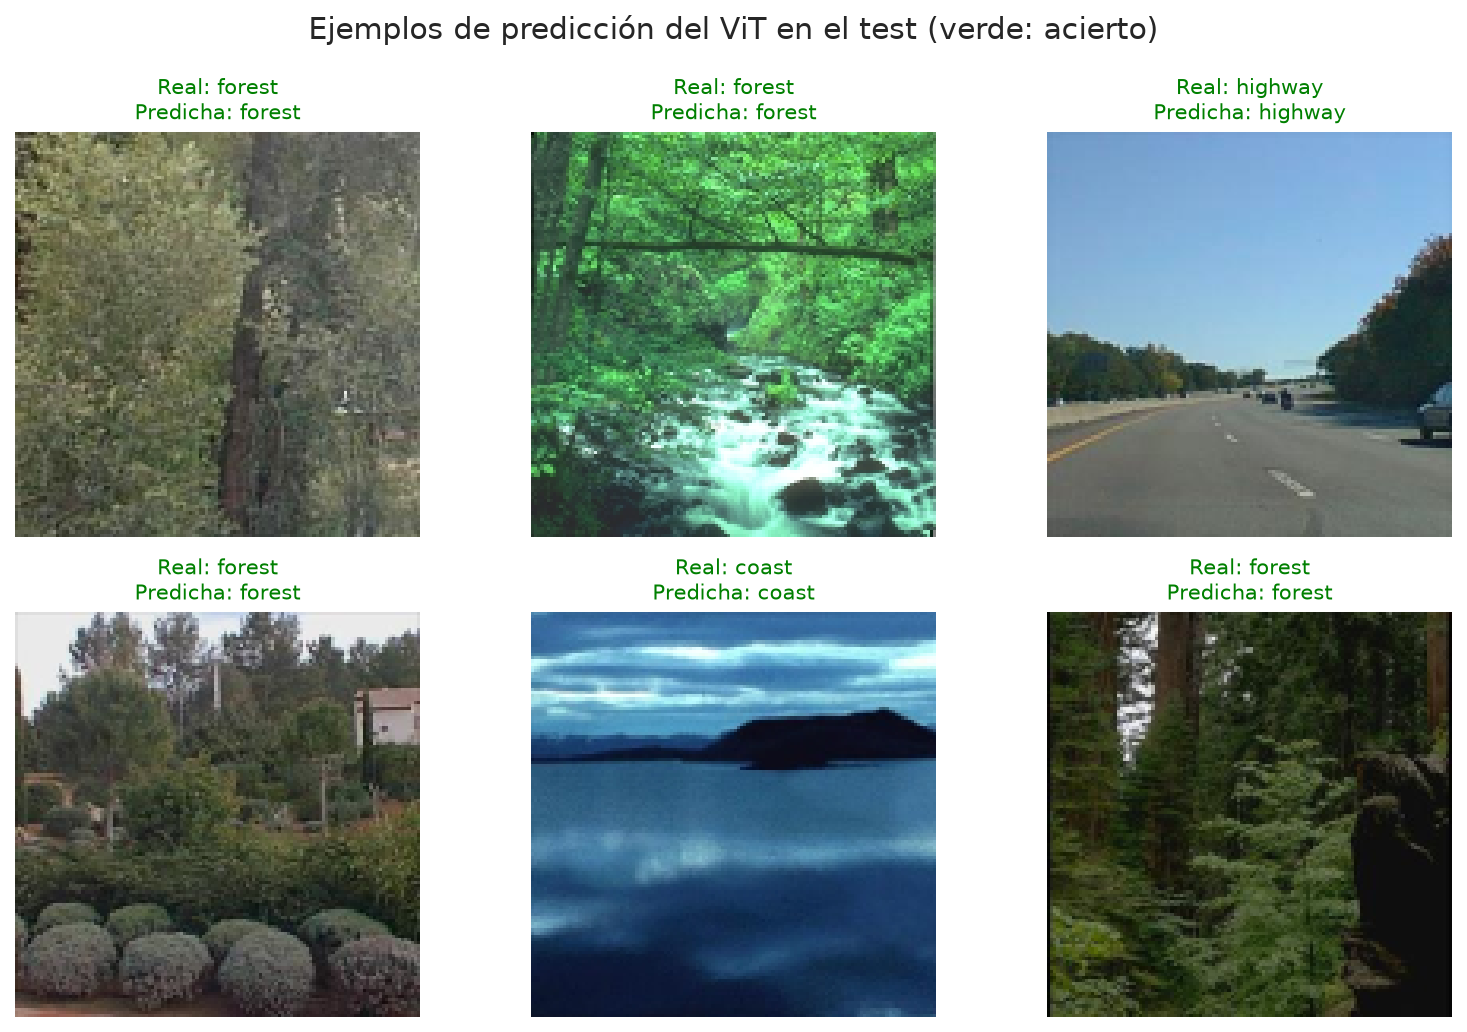 Ejemplos de predicción del ViT en el test (verde: acierto)
Real: forest
Predicha: forest
Real: forest
Predicha: forest
Real: highway
Predicha: highway
Real: forest
Predicha: forest
Real: coast
Predicha: coast
Real: forest
Predicha: forest